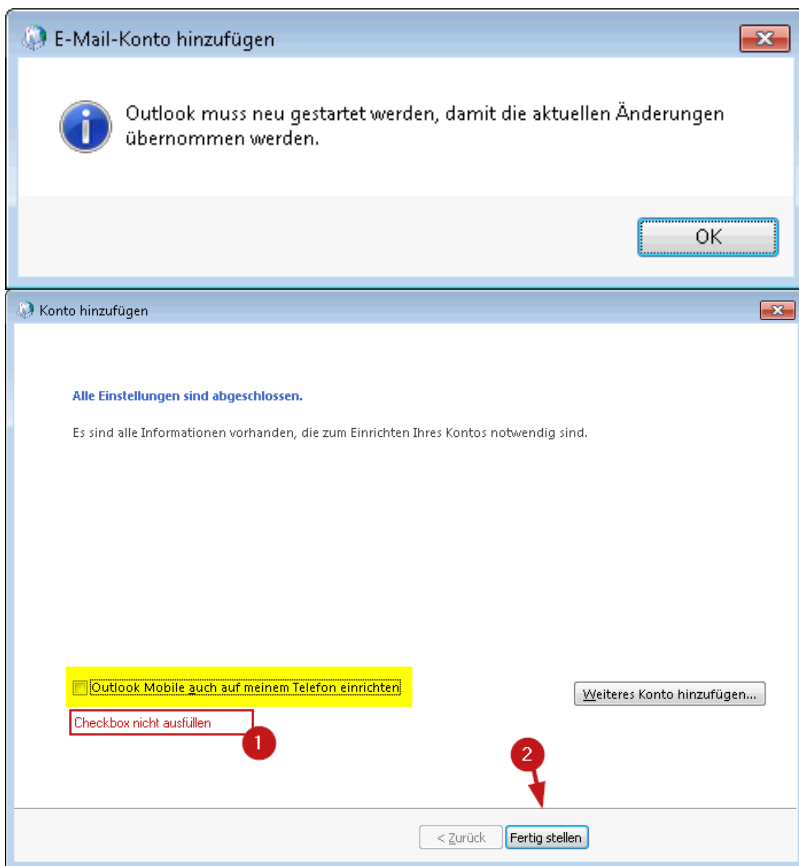 E-Mail-Konto hinzufügen
Outlook muss neu gestartet werden, damit die aktuellen Änderungen
übernommen werden.
OK
Konto hinzufügen
Alle Einstellungen sind abgeschlossen.
Es sind alle Informationen vorhanden, die zum Einrichten Ihres Kontos notwendig sind.
Outlook Mobile auch auf meinem Telefon einrichten
Weiteres Konto hinzufügen...
Checkbox nicht ausfüllen
1
2
< Zurück
Fertig stellen